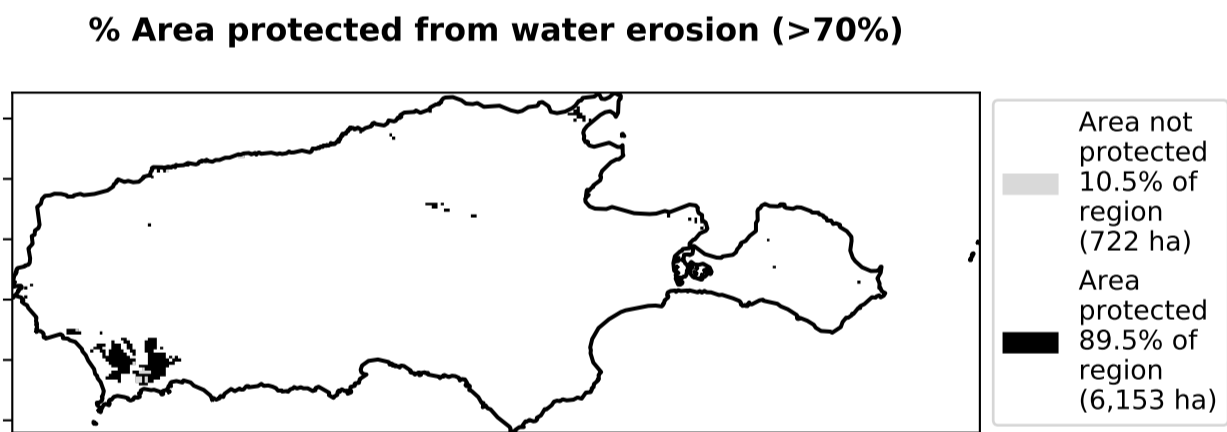 % Area protected from water erosion (>70%)
Area not
protected
10.5% of
region
(722 ha)
Area
protected
89.5% of
region
(6,153 ha)